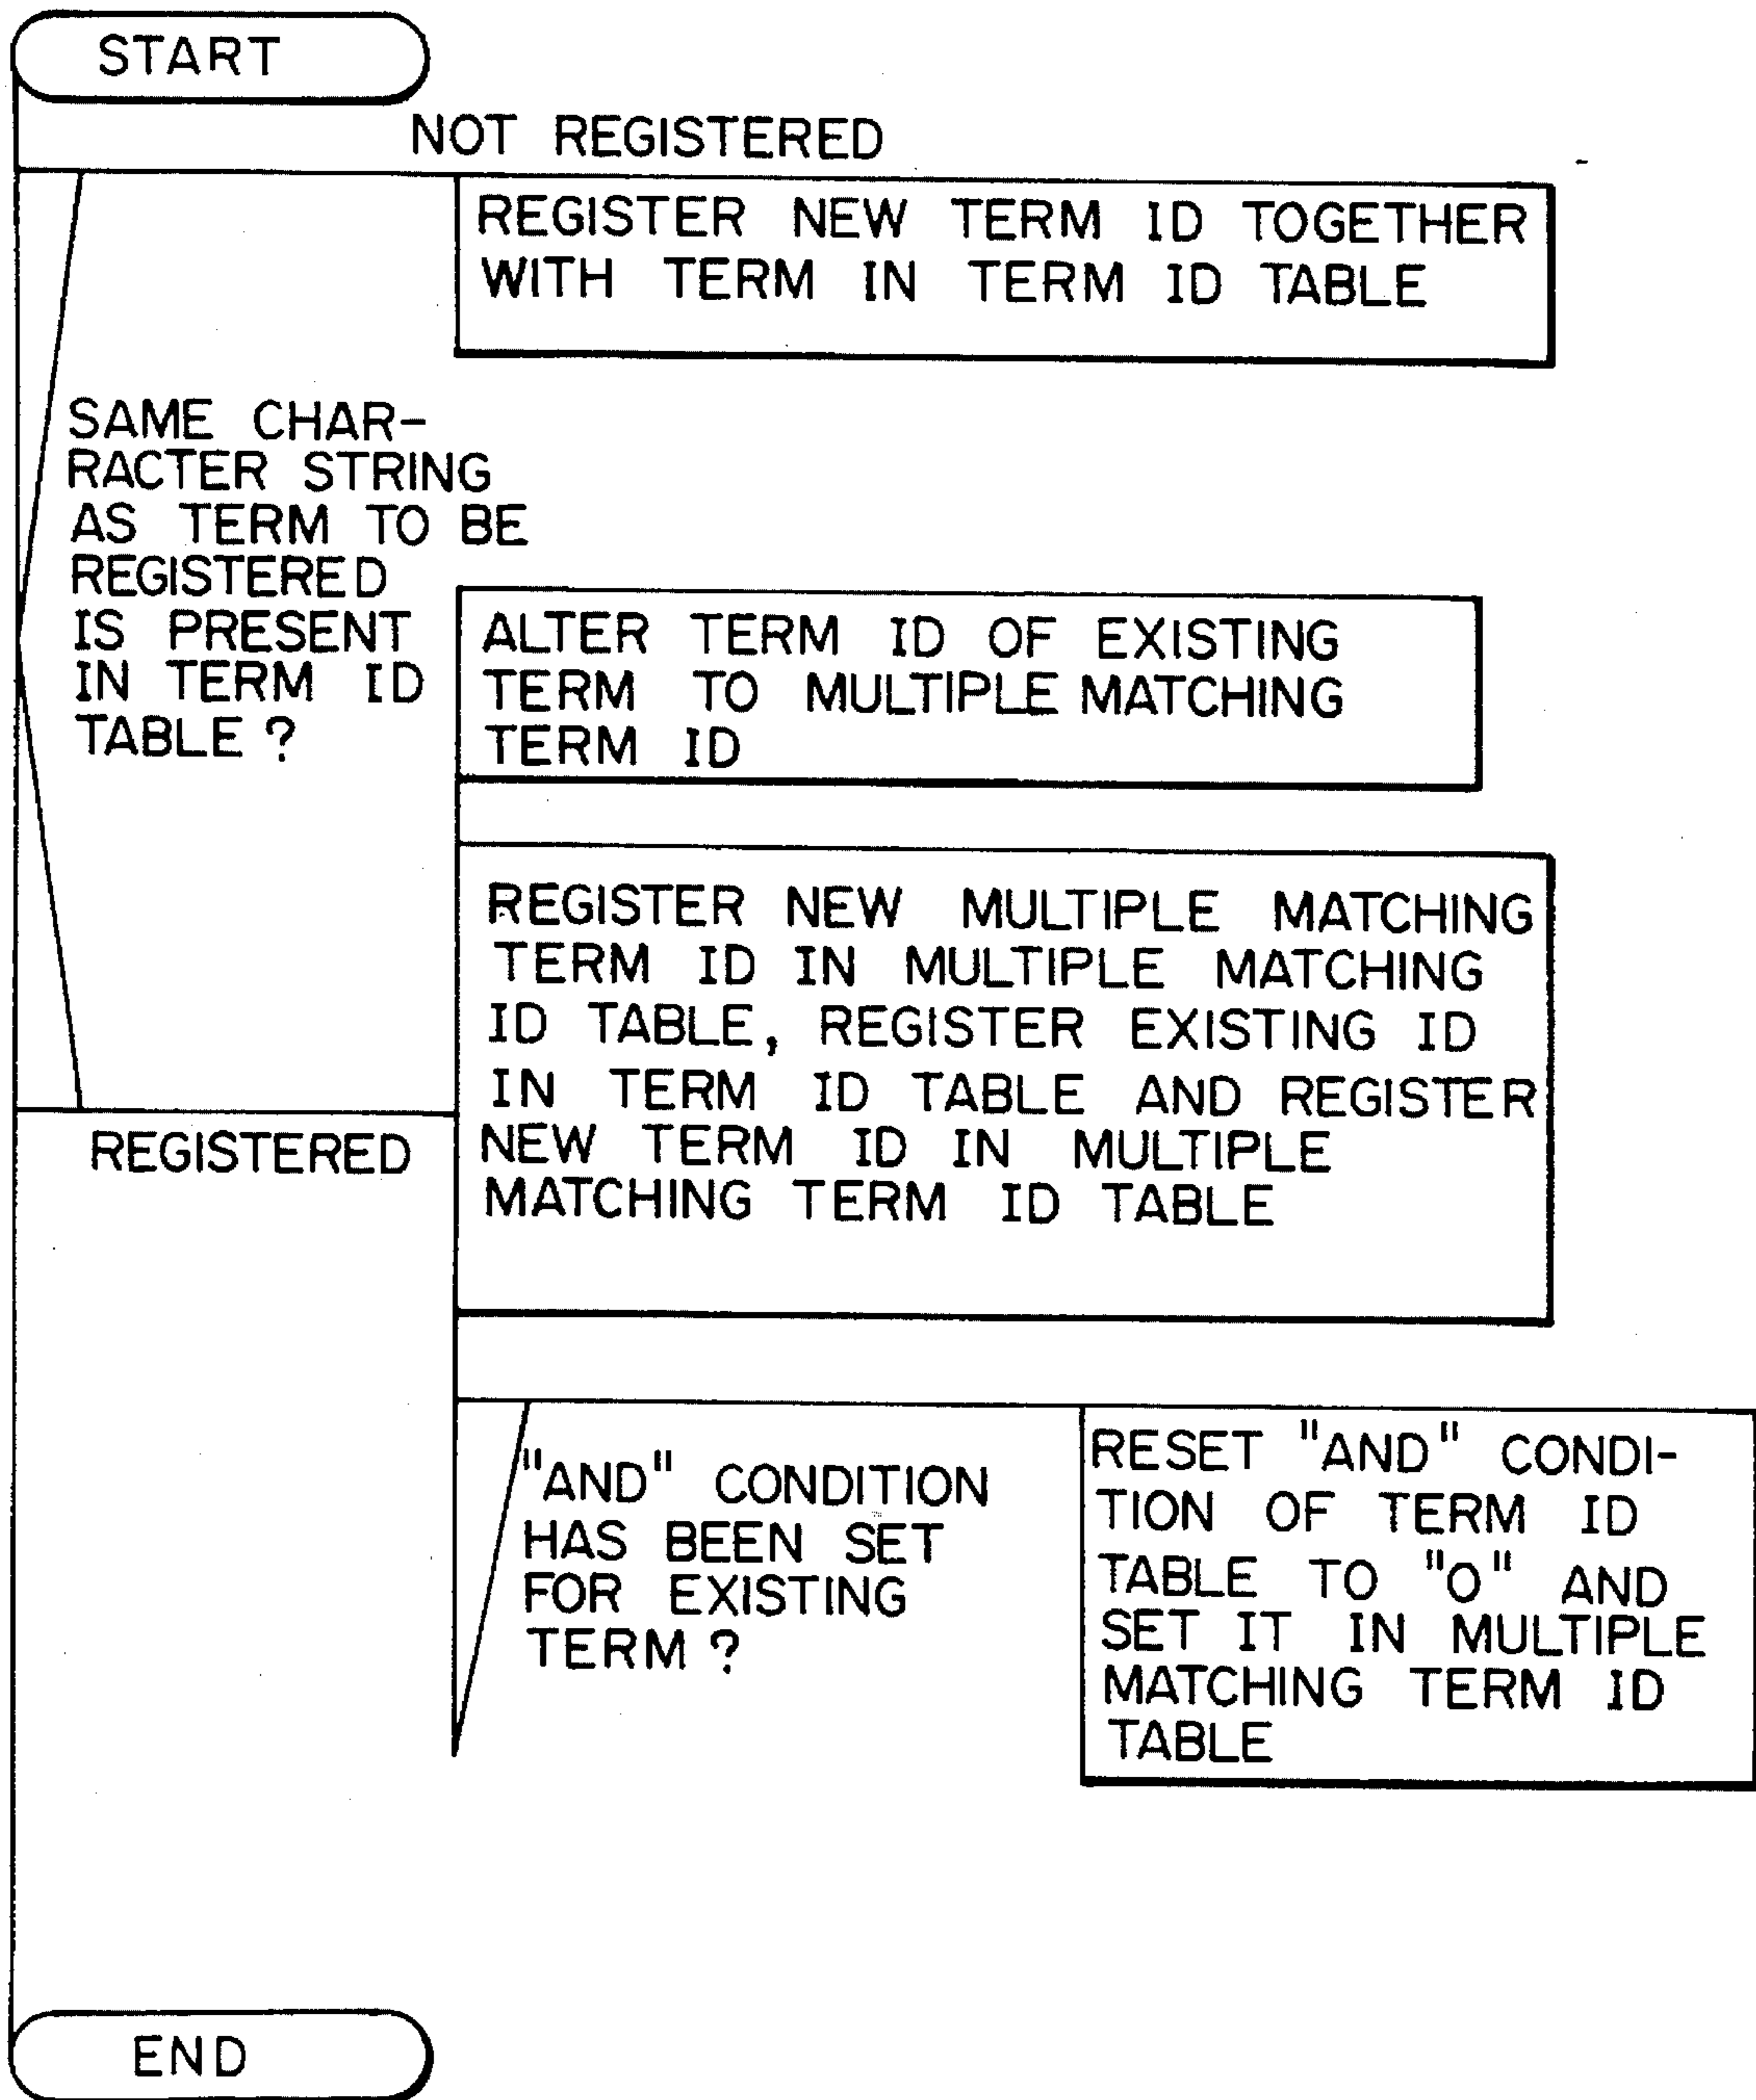 START
NOT REGISTERED
REGISTER NEW TERM ID TOGETHER
WITH TERM IN TERM ID TABLE
SAME CHAR-
RACTER STRING
AS TERM TO BE
REGISTERED
IS PRESENT
IN TERM ID
TABLE ?
ALTER TERM ID OF EXISTING
TERM TO MULTIPLE MATCHING
TERM ID
REGISTER NEW MULTIPLE MATCHING
TERM ID IN MULTIPLE MATCHING
ID TABLE, REGISTER EXISTING ID
IN TERM ID TABLE AND REGISTER
NEW TERM ID IN MULTIPLE
MATCHING TERM ID TABLE
REGISTERED
"AND" CONDITION
HAS BEEN SET
FOR EXISTING
TERM ?
RESET "AND" CONDI-
TION OF TERM ID
TABLE TO "O" AND
SET IT IN MULTIPLE
MATCHING TERM ID
TABLE
END